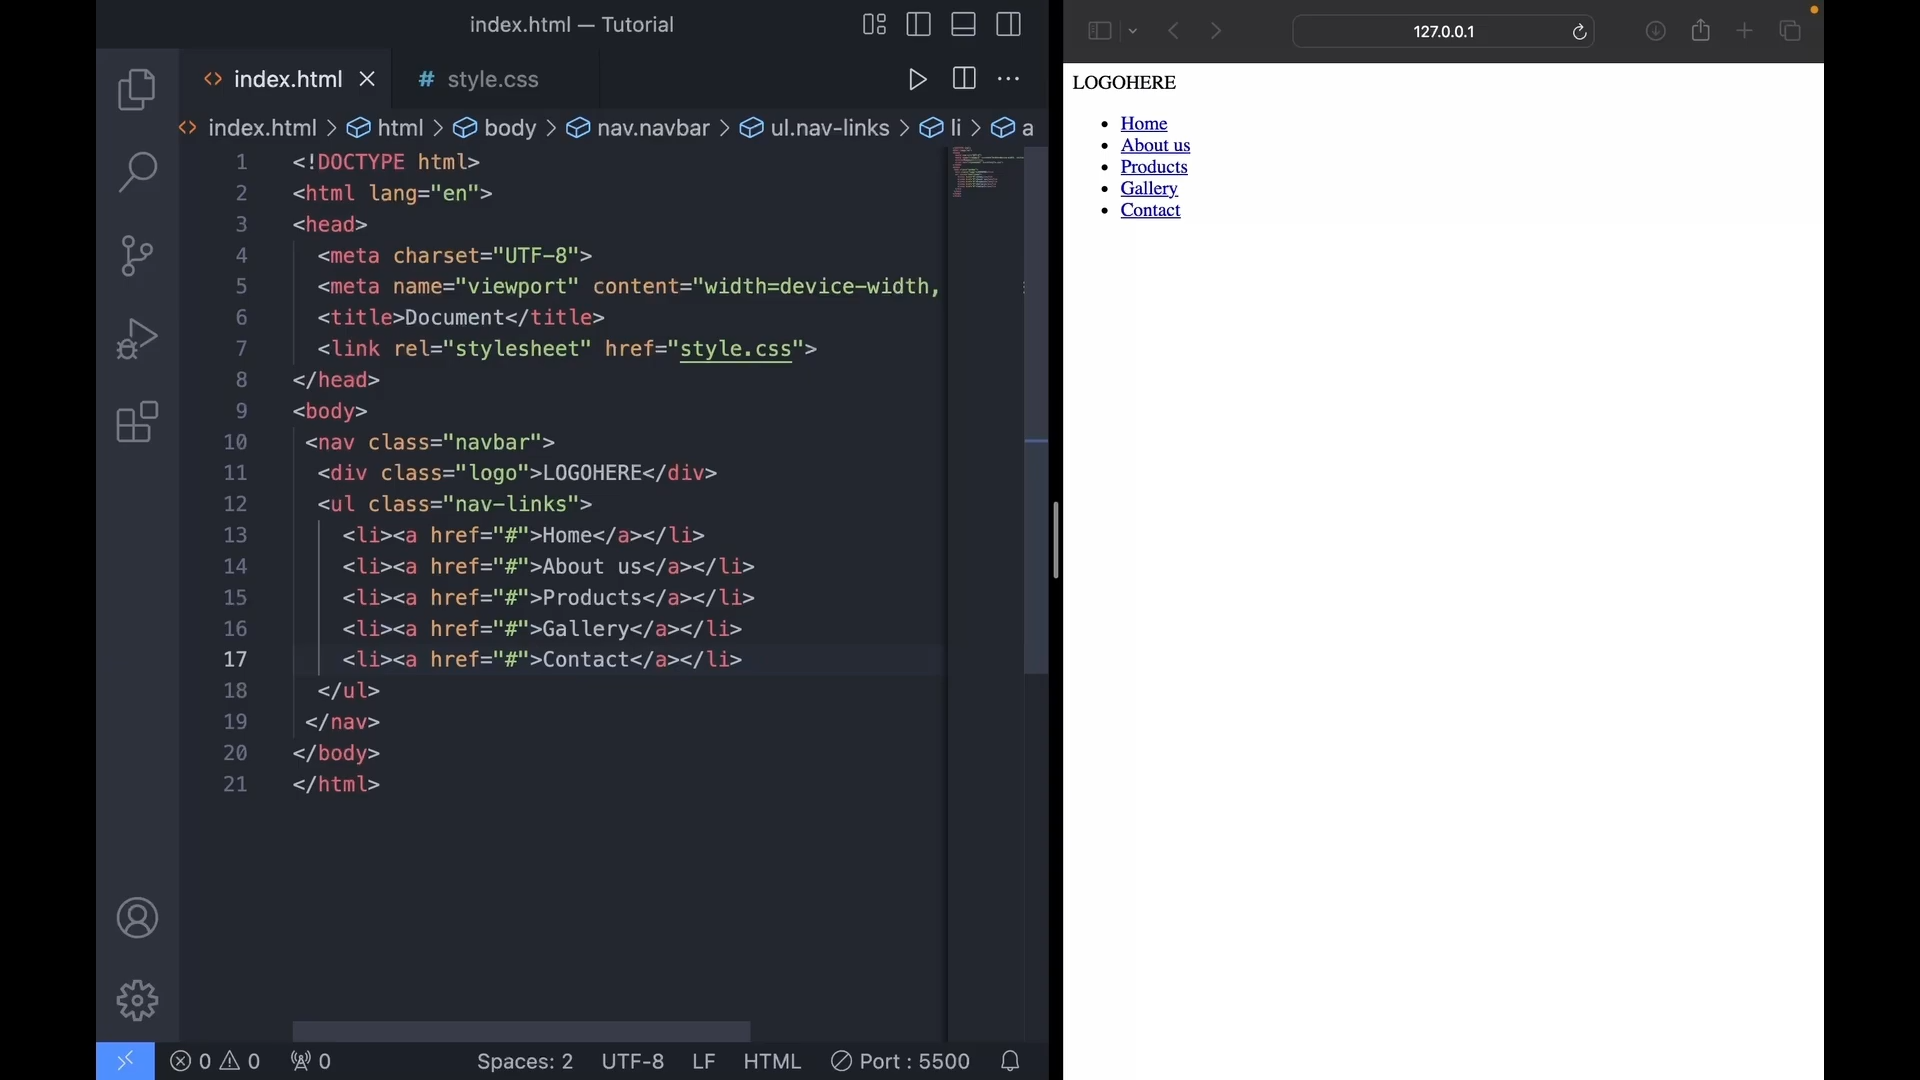 index.html — Tutorial
index.html
# style.css
index.html > html > body > nav.navbar > ul.nav-links > li > a
1 <!DOCTYPE html>
2 <html lang="en">
3 <head>
4 <meta charset="UTF-8">
5 <meta name="viewport" content="width=device-width,
6 <title>Document</title>
7 <link rel="stylesheet" href="style.css">
8 </head>
9 <body>
10 <nav class="navbar">
11 <div class="logo">LOGOHERE</div>
12 <ul class="nav-links">
13 <li><a href="#">Home</a></li>
14 <li><a href="#">About us</a></li>
15 <li><a href="#">Products</a></li>
16 <li><a href="#">Gallery</a></li>
17 <li><a href="#">Contact</a></li>
18 </ul>
19 </nav>
20 </body>
21 </html>
0 0 0 Spaces: 2 UTF-8 LF HTML Port : 5500
127.0.0.1
LOGOHERE
Home
About us
Products
Gallery
Contact